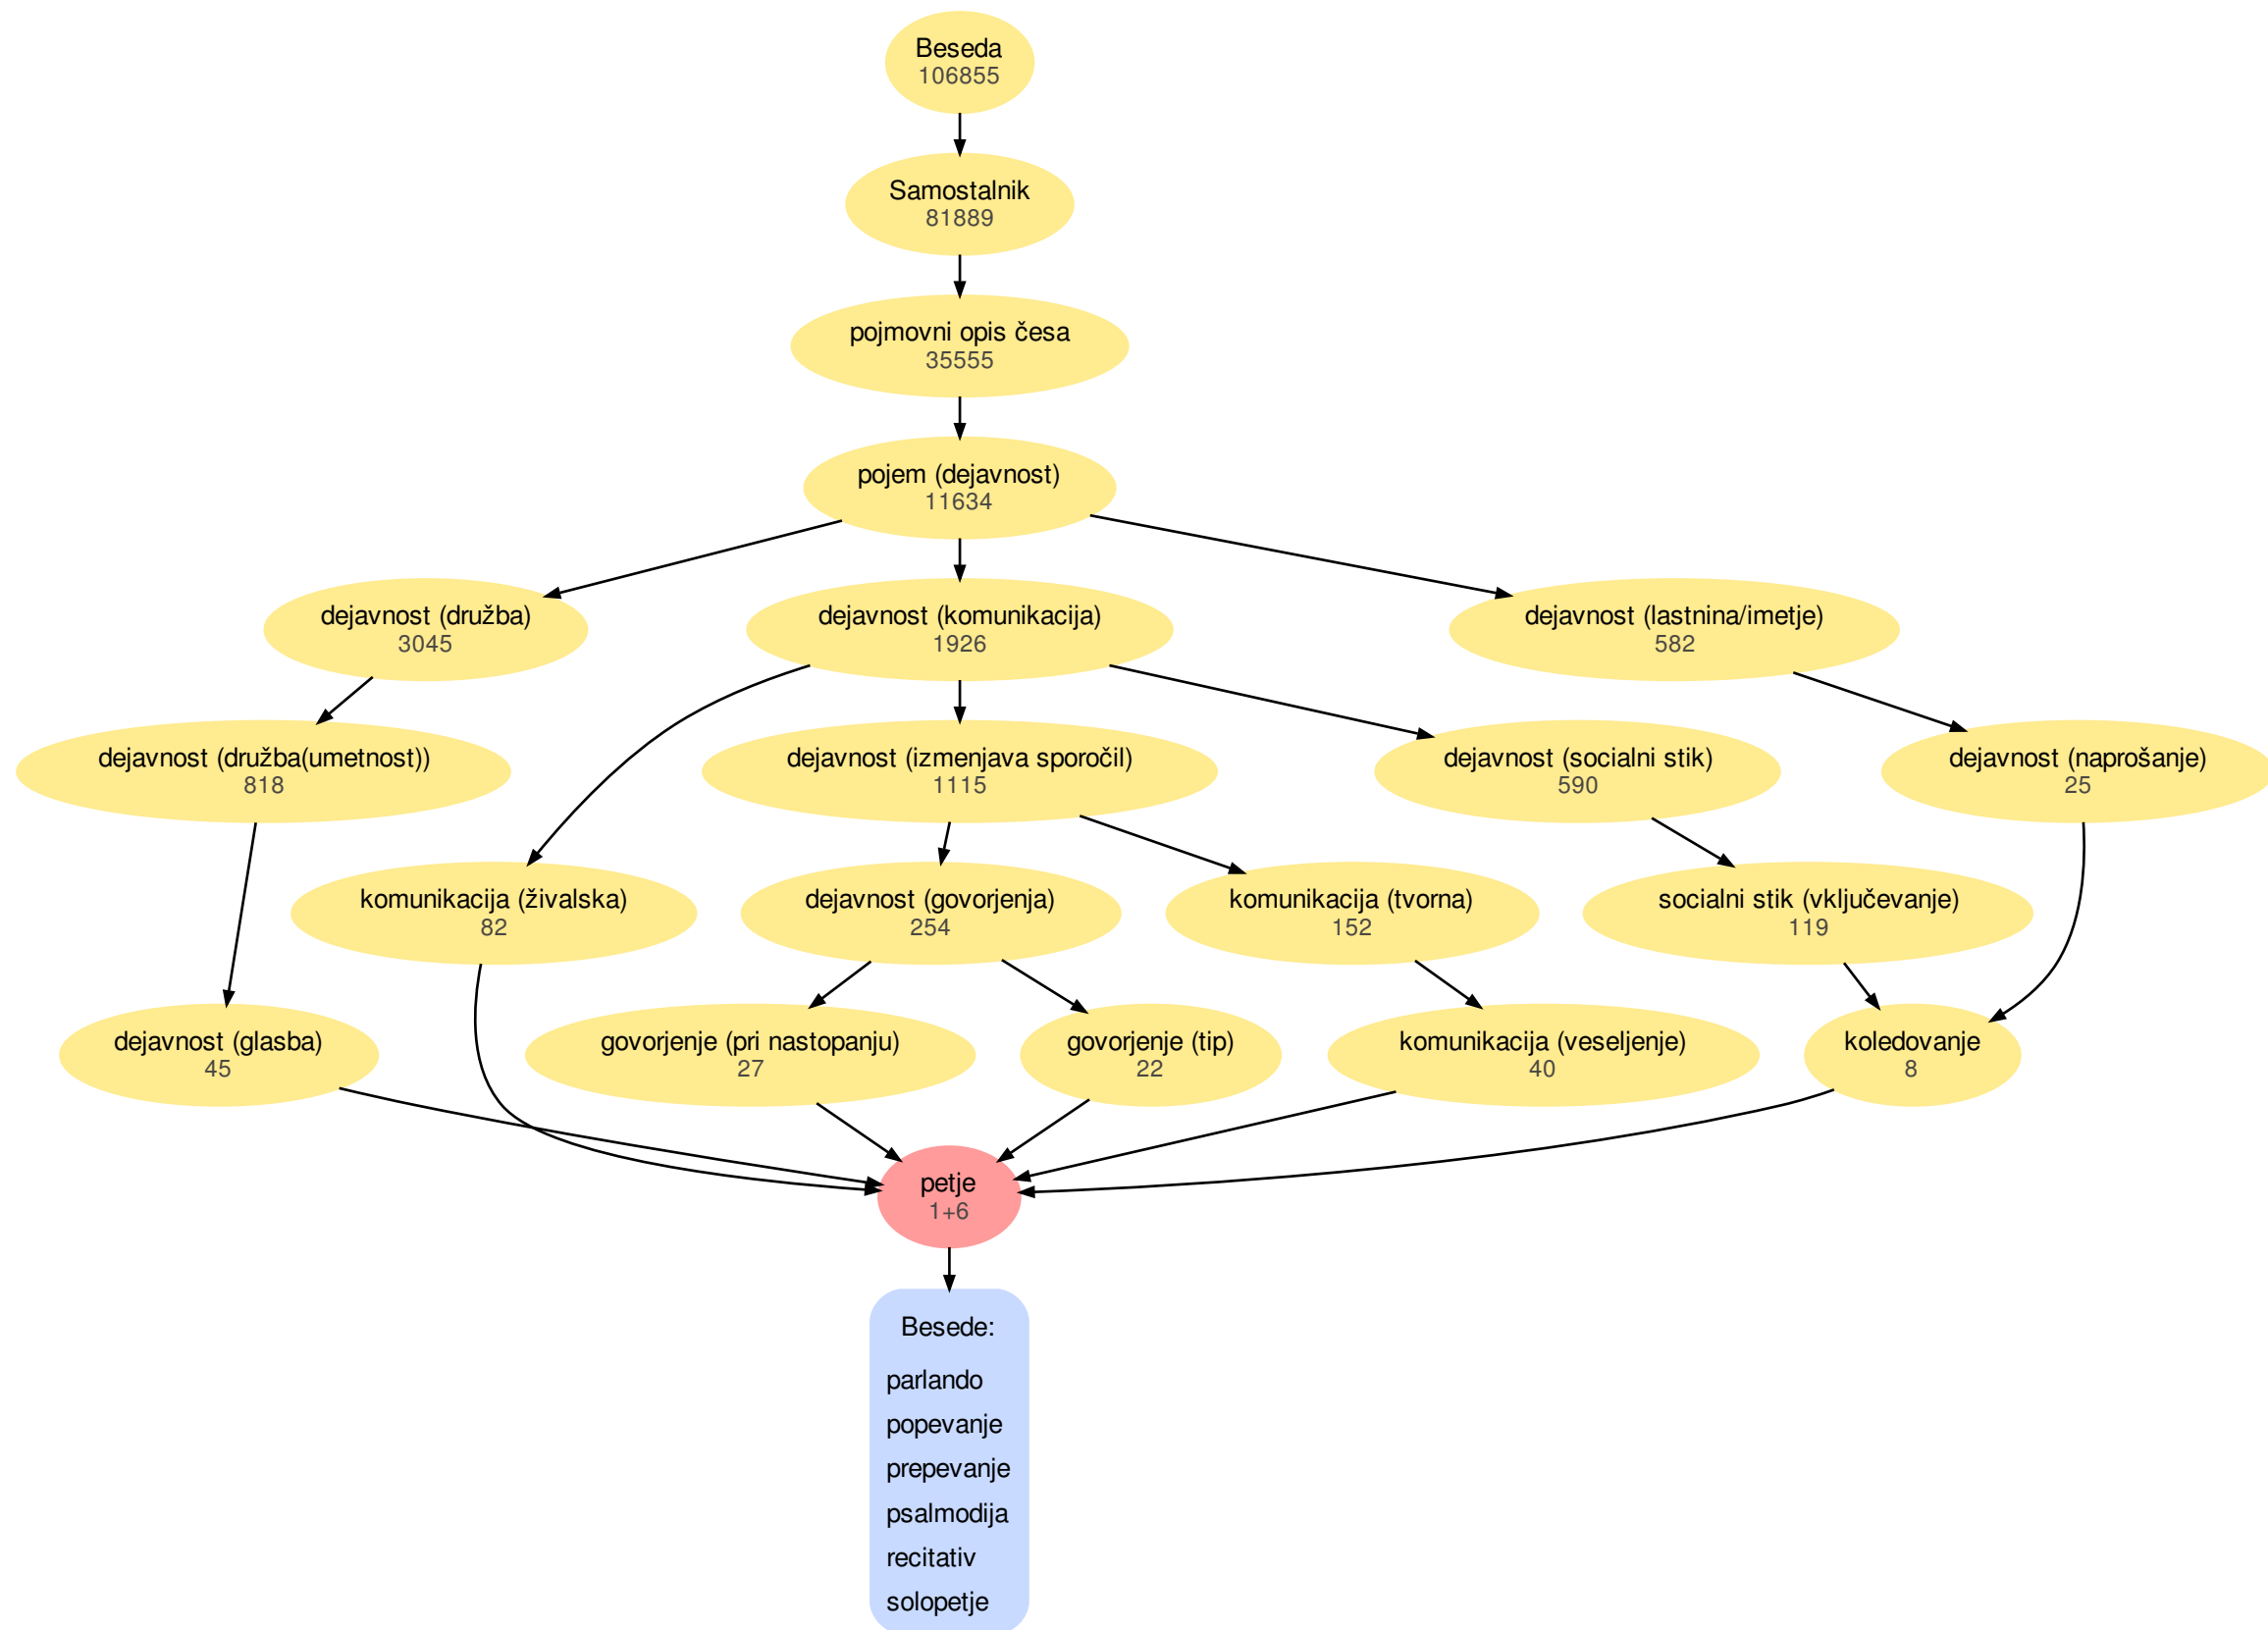 Beseda
106855
Samostalnik
81889
pojmovni opis česa
35555
pojem (dejavnost)
11634
dejavnost (družba)
3045
dejavnost (komunikacija)
1926
dejavnost (lastnina/imetje)
582
dejavnost (družba(umetnost))
818
dejavnost (izmenjava sporočil)
1115
dejavnost (socialni stik)
590
dejavnost (naprošanje)
25
komunikacija (živalska)
82
dejavnost (govorjenja)
254
komunikacija (tvorna)
152
socialni stik (vključevanje)
119
dejavnost (glasba)
45
govorjenje (pri nastopanju)
27
govorjenje (tip)
22
komunikacija (veseljenje)
40
koledovanje
8
petje
1+6
Besede:
parlando
popevanje
prepevanje
psalmodija
recitativ
solopetje